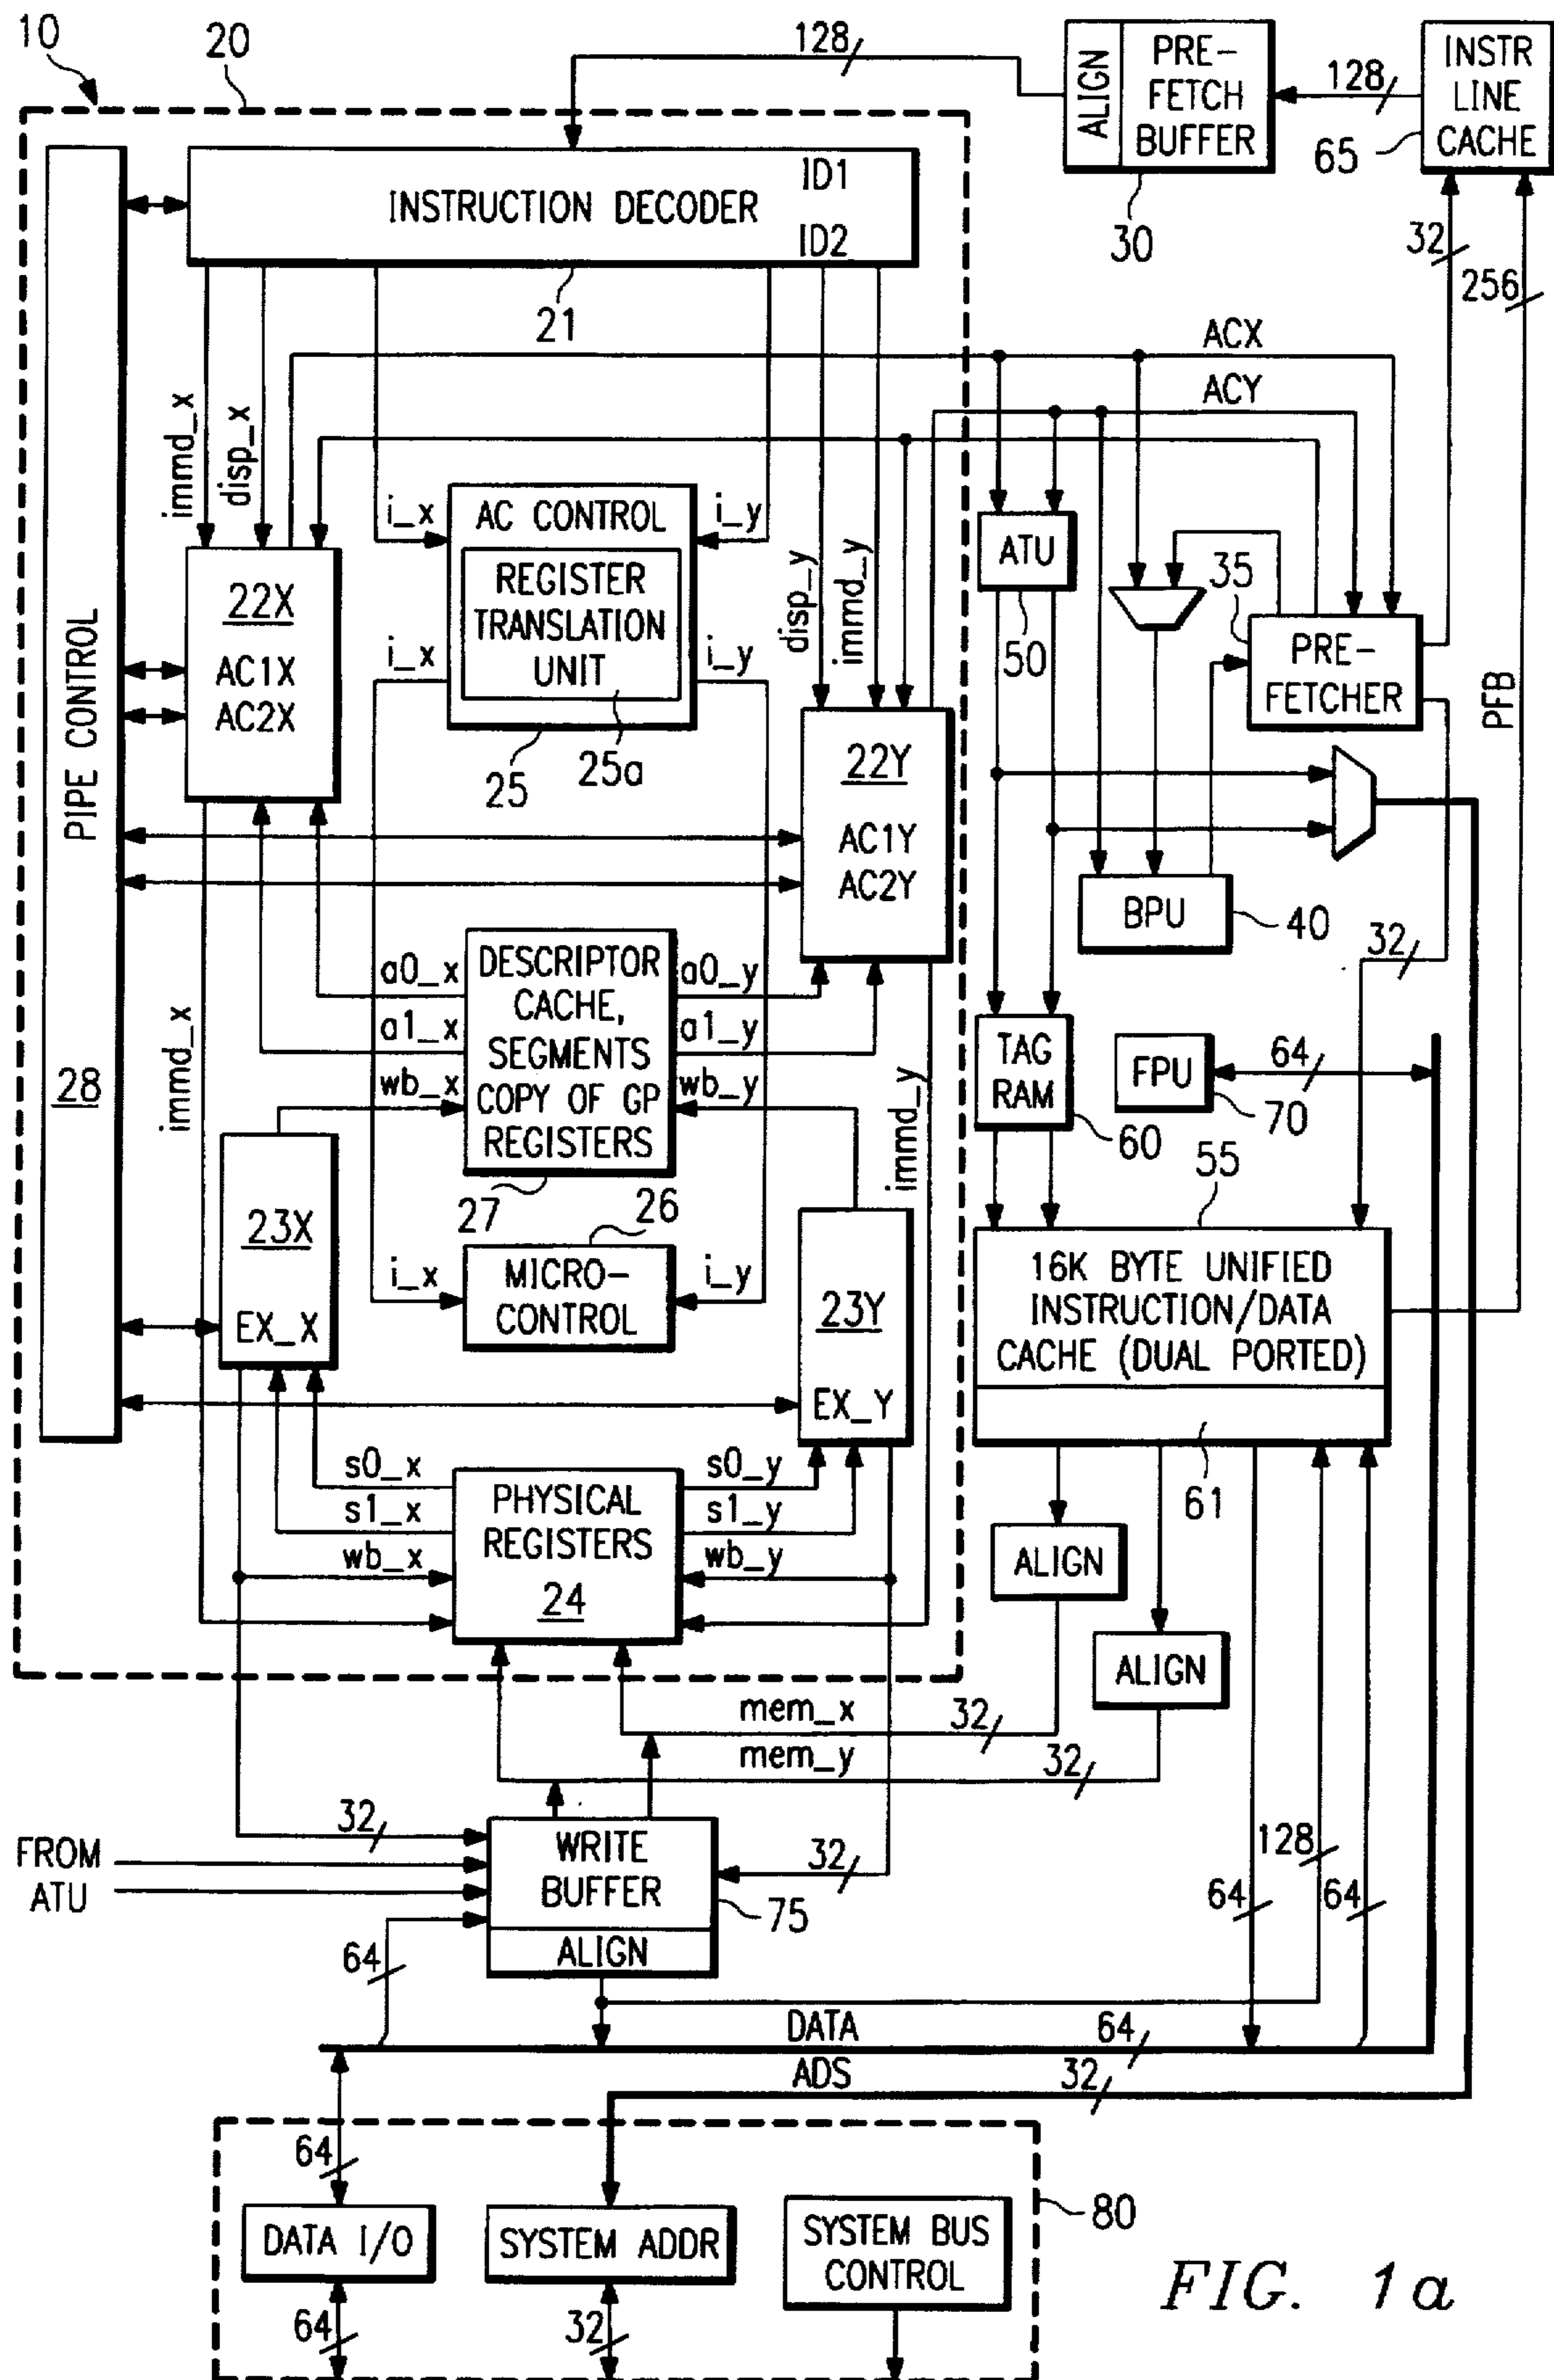 10
20
128
ALIGN
PRE-
FETCH
BUFFER
30
128
INSTR
LINE
CACHE
65
32
256
PFB
PIPE CONTROL
28
INSTRUCTION DECODER
ID1
ID2
21
immd_x
disp_x
i_x
AC CONTROL
i_y
REGISTER
TRANSLATION
UNIT
i_x
i_y
25
25a
disp_y
immd_y
22X
AC1X
AC2X
22Y
AC1Y
AC2Y
ACX
ACY
ATU
50
35
PRE-
FETCHER
BPU
40
32
immd_x
a0_x
a1_x
wb_x
DESCRIPTOR
CACHE,
SEGMENTS
COPY OF GP
REGISTERS
27
a0_y
a1_y
wb_y
immd_y
TAG
RAM
60
FPU
70
64
23X
EX_X
26
i_x
MICRO-
CONTROL
i_y
23Y
EX_Y
55
16K BYTE UNIFIED
INSTRUCTION/DATA
CACHE (DUAL PORTED)
61
s0_x
s1_x
wb_x
PHYSICAL
REGISTERS
24
s0_y
s1_y
wb_y
ALIGN
ALIGN
mem_x
32
mem_y
32
FROM
ATU
32
WRITE
BUFFER
ALIGN
75
32
64
64
128
64
DATA
64
ADS
32
80
64
DATA I/O
64
SYSTEM ADDR
32
SYSTEM BUS
CONTROL
FIG. 1a